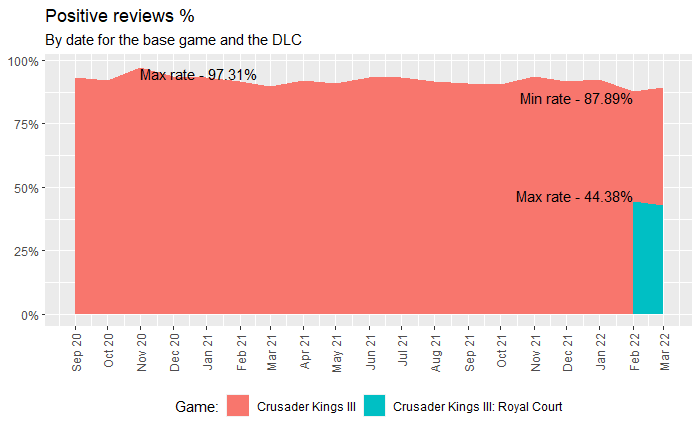 Positive reviews %
By date for the base game and the DLC
100%
75%
50%
25%
0%
Max rate - 97.31%
Min rate - 87.89%
Max rate - 44.38%
Sep 20
Oct 20
Nov 20
Dec 20
Jan 21
Feb 21
Mar 21
Apr 21
May 21
Jun 21
Jul 21
Aug 21
Sep 21
Oct 21
Nov 21
Dec 21
Jan 22
Feb 22
Mar 22
Game: Crusader Kings III Crusader Kings III: Royal Court